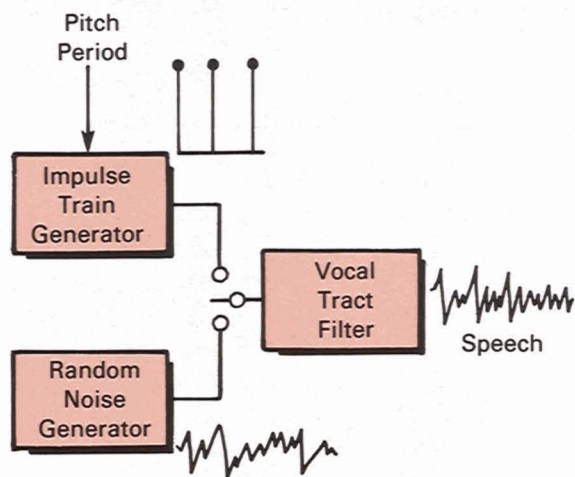 Pitch
Period
Impulse
Train
Generator
Vocal
Tract
Filter
Speech
Random
Noise
Generator